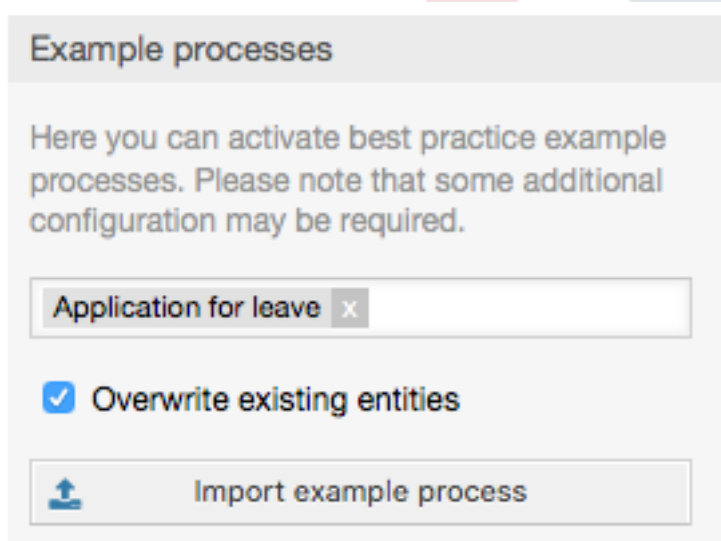 Example processes
Here you can activate best practice example
processes. Please note that some additional
configuration may be required.
Application for leave x
Overwrite existing entities
Import example process